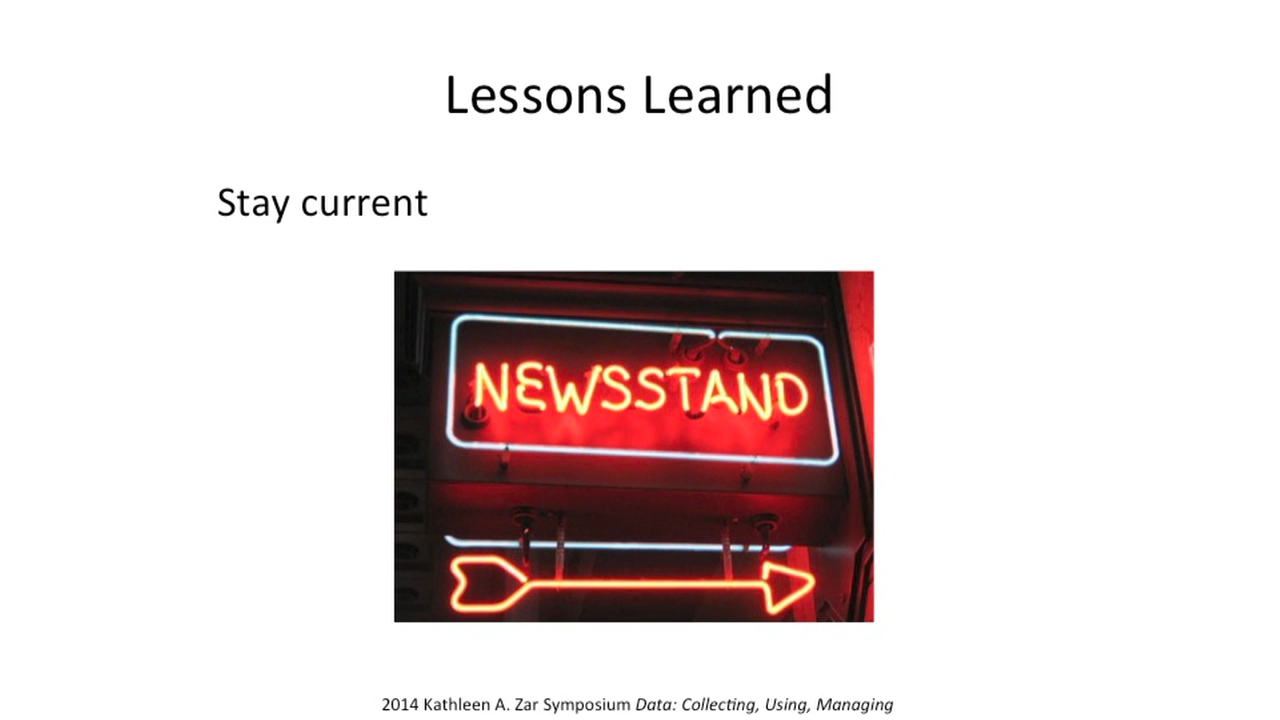 Lessons Learned
Stay current
NEWSSTAND
2014 Kathleen A. Zar Symposium Data: Collecting, Using, Managing